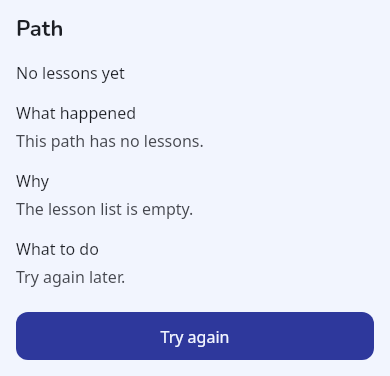 Path
No lessons yet
What happened
This path has no lessons.
Why
The lesson list is empty.
What to do
Try again later.
Try again